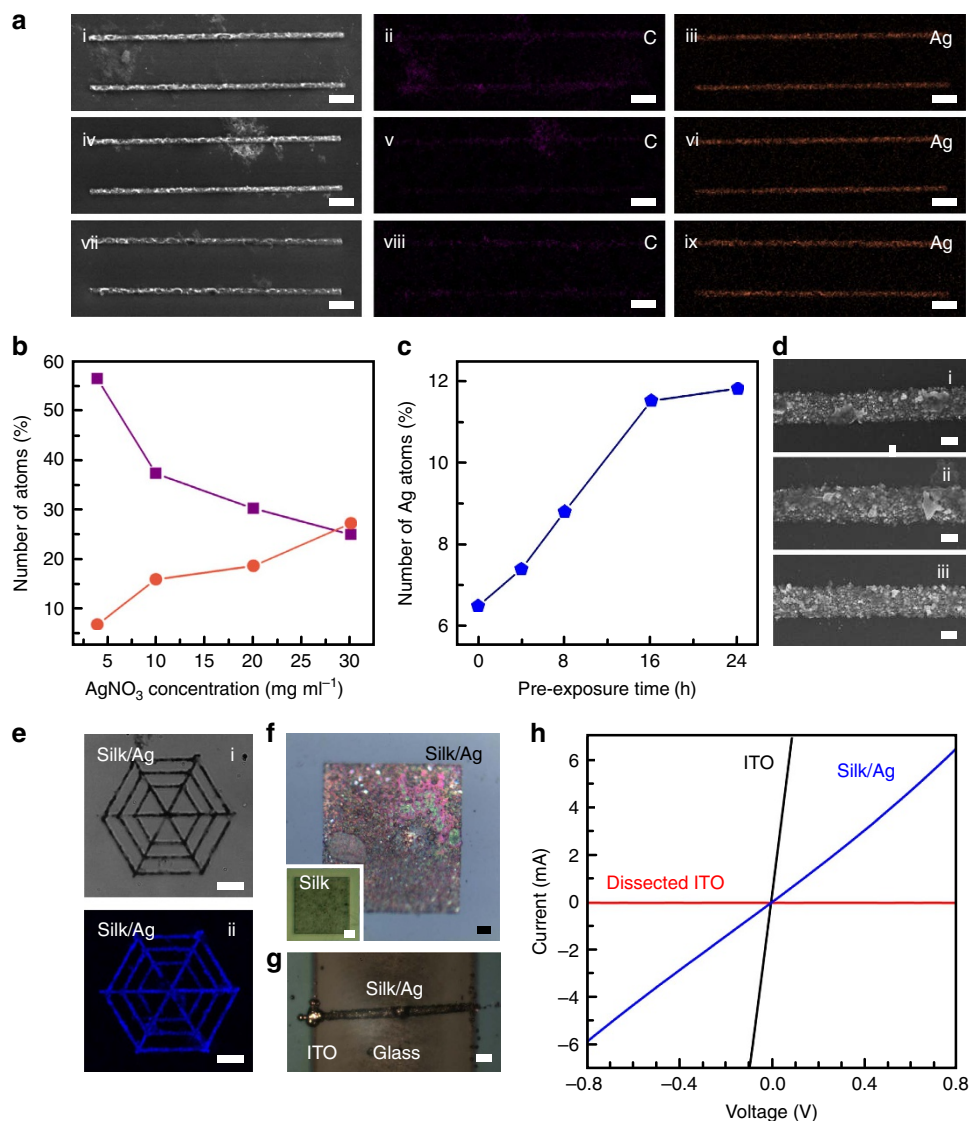 a
i
ii
C
iii
Ag
iv
v
C
vi
Ag
vii
viii
C
ix
Ag
b
60
50
40
30
20
10
Number of atoms (%)
5
10
15
20
25
30
AgNO₃ concentration (mg ml⁻¹)
c
12
10
8
6
Number of Ag atoms (%)
0
8
16
24
Pre-exposure time (h)
d
i
ii
iii
e
Silk/Ag
i
Silk/Ag
ii
f
Silk/Ag
Silk
g
Silk/Ag
ITO
Glass
h
6
4
2
0
−2
−4
−6
Current (mA)
ITO
Silk/Ag
Dissected ITO
−0.8
−0.4
0.0
0.4
0.8
Voltage (V)